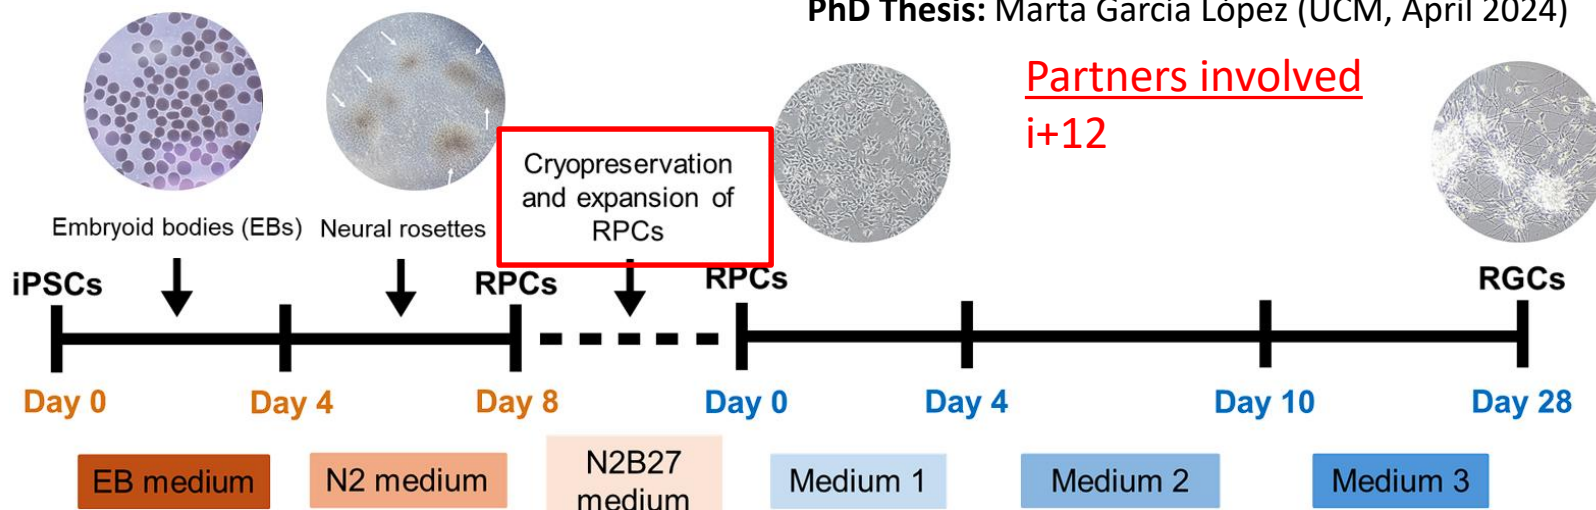 PhD Thesis: Marta García López (UCM, April 2024)
Partners involved
i+12
Cryopreservation
and expansion of
RPCs
Embryoid bodies (EBs)
Neural rosettes
iPSCs
RPCs
RPCs
RGCs
Day 0
Day 4
Day 8
Day 0
Day 4
Day 10
Day 28
EB medium
N2 medium
N2B27
medium
Medium 1
Medium 2
Medium 3